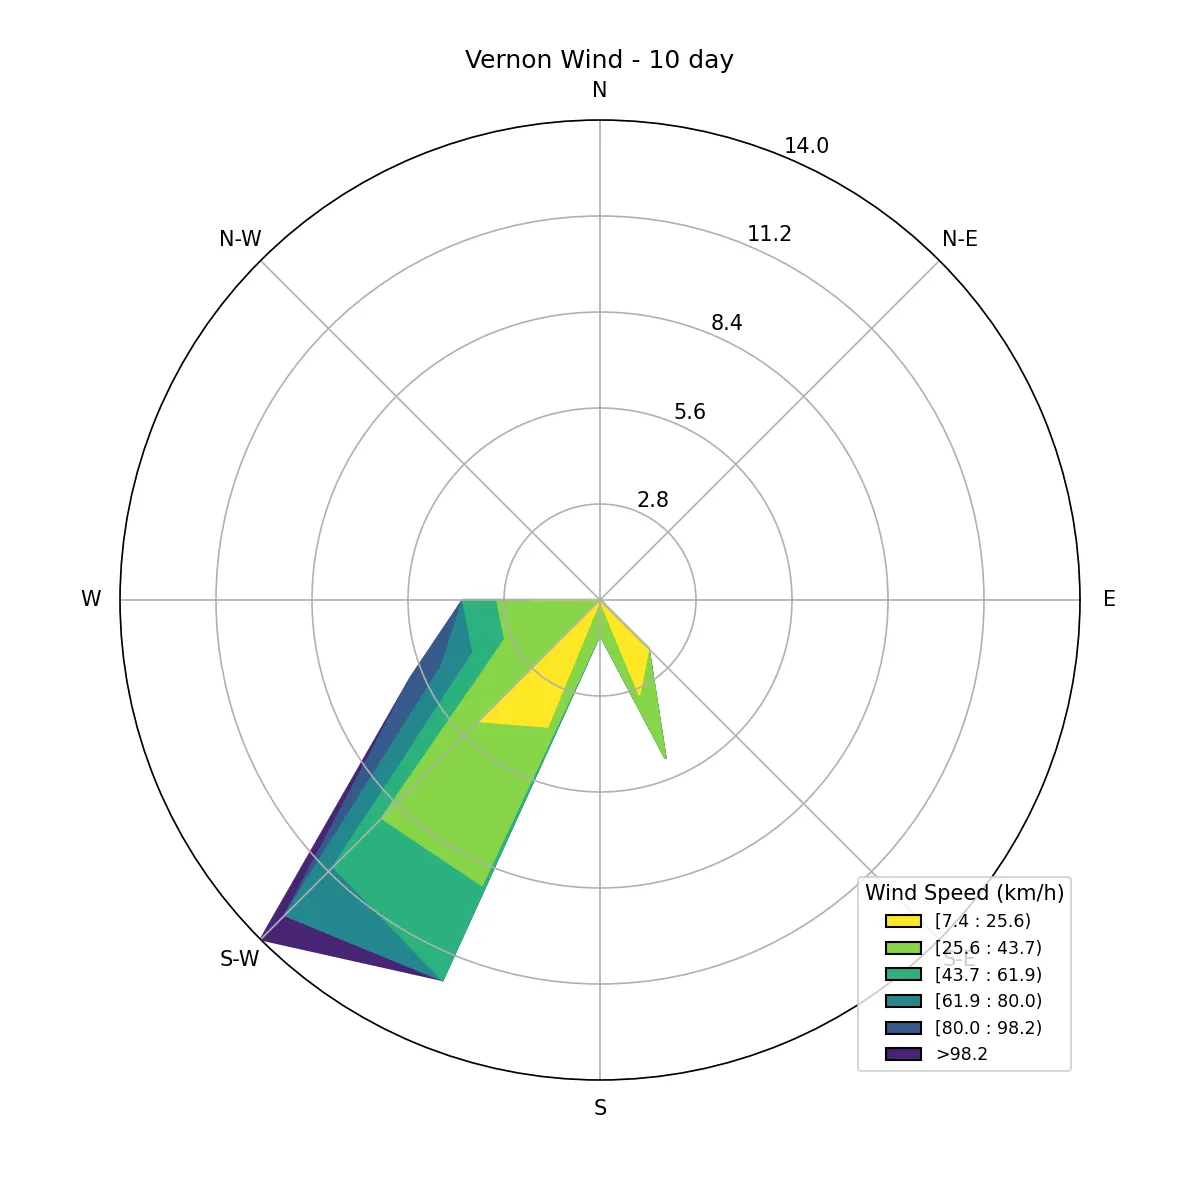 Vernon Wind - 10 day
N
14.0
N-W
N-E
11.2
8.4
5.6
2.8
W
E
S-W
S-E
Wind Speed (km/h)
[7.4 : 25.6)
[25.6 : 43.7)
[43.7 : 61.9)
[61.9 : 80.0)
[80.0 : 98.2)
>98.2
S